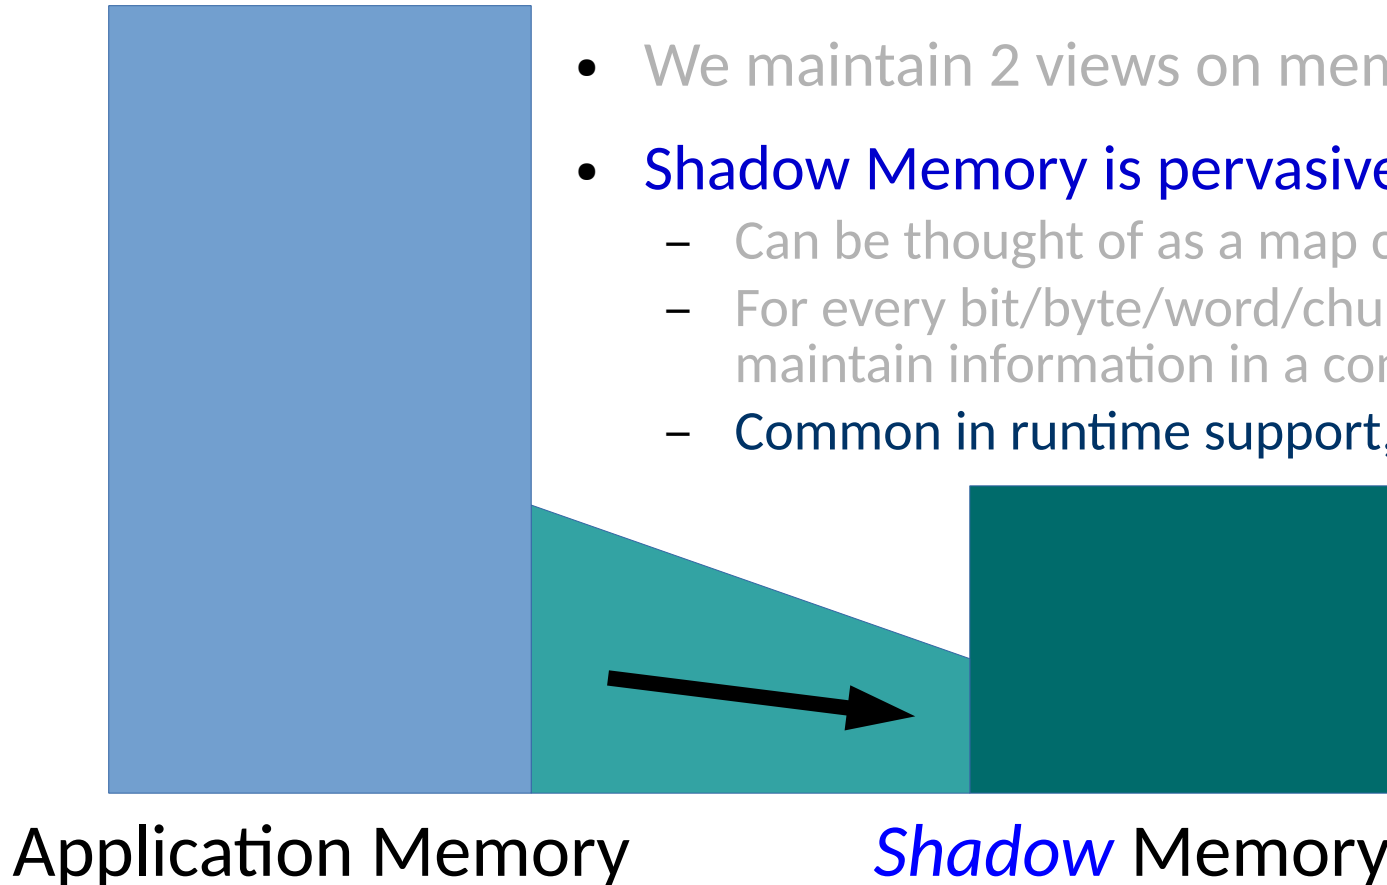 • We maintain 2 views on mem
• Shadow Memory is pervasive
– Can be thought of as a map
– For every bit/byte/word/chu
maintain information in a
– Common in runtime support,
Application Memory
Shadow Memory